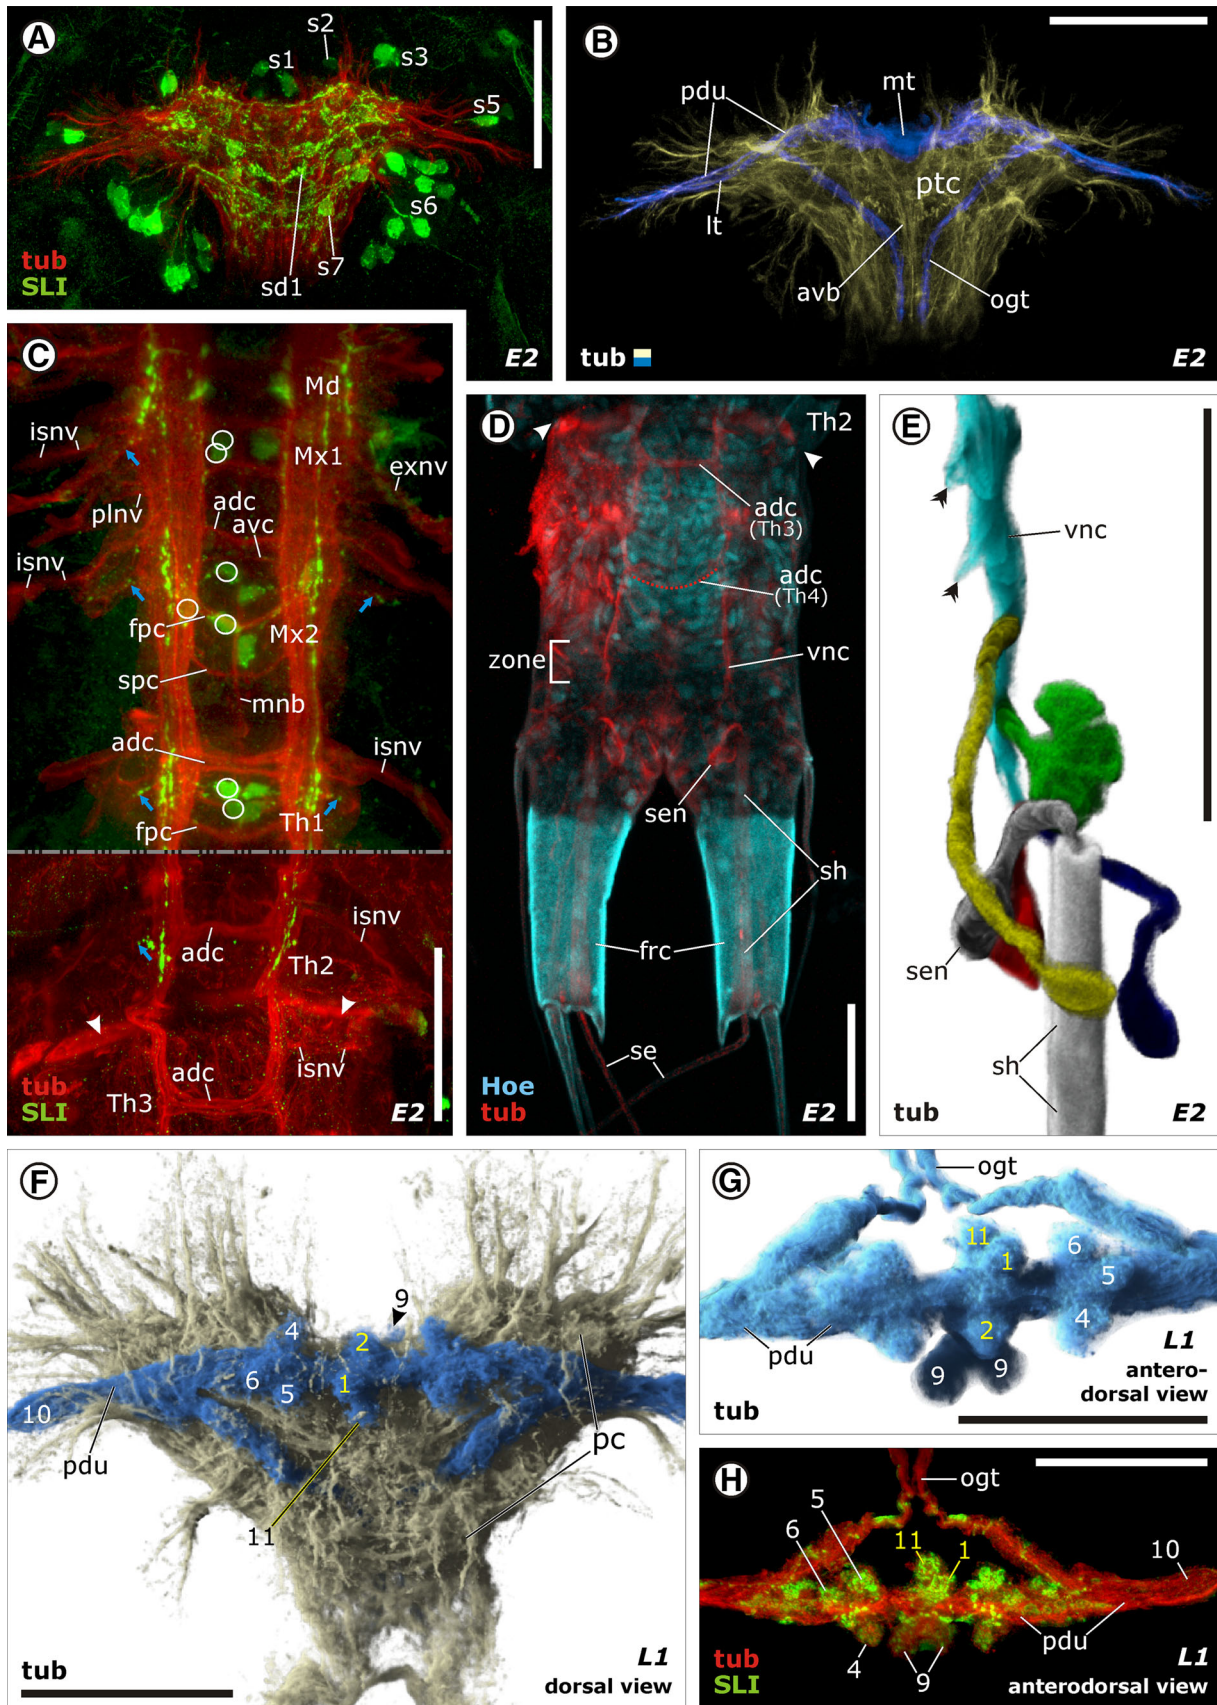 A
s1
s2
s3
s5
s6
s7
sd1
tub
SLI
E2
B
pdu
mt
ptc
lt
avb
ogt
tub
E2
C
Md
isnv
Mx1
exnv
plnv
adc
avc
isnv
fpc
Mx2
spc
mnb
adc
isnv
Th1
fpc
isnv
adc
Th2
isnv
adc
Th3
tub
SLI
E2
D
Th2
adc
(Th3)
adc
(Th4)
zone
vnc
sen
sh
frc
se
Hoe
tub
E2
E
vnc
sen
sh
tub
E2
F
9
4
2
6
5
1
10
pdu
pc
11
tub
L1
dorsal view
G
ogt
11
6
1
5
2
4
pdu
9
9
L1
antero-
dorsal view
tub
H
ogt
5
6
11
1
10
pdu
4
9
tub
SLI
L1
anterodorsal view